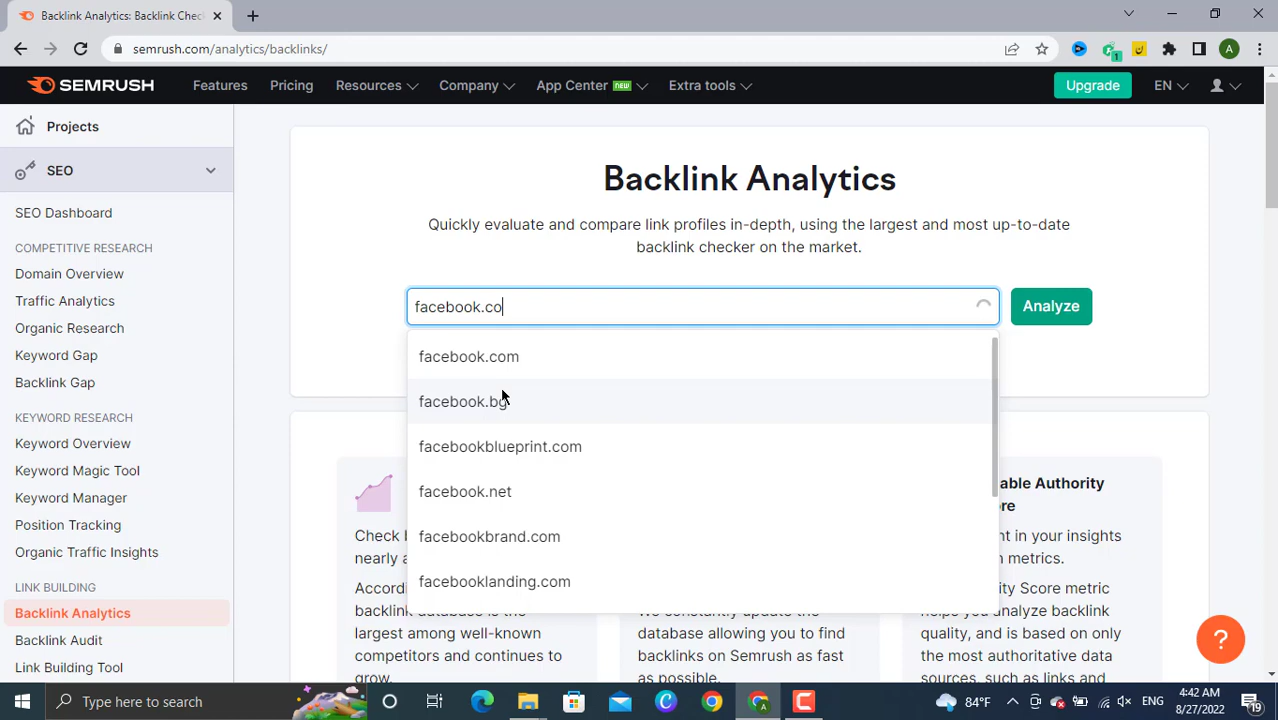 Backlink Analytics: Backlink Chec
semrush.com/analytics/backlinks/
1
A
SEMRUSH
Features
Pricing
Resources
Company
App Center new
Extra tools
Upgrade
EN
Projects
SEO
SEO Dashboard
COMPETITIVE RESEARCH
Domain Overview
Traffic Analytics
Organic Research
Keyword Gap
Backlink Gap
KEYWORD RESEARCH
Keyword Overview
Keyword Magic Tool
Keyword Manager
Position Tracking
Organic Traffic Insights
LINK BUILDING
Backlink Analytics
Backlink Audit
Link Building Tool
Backlink Analytics
Quickly evaluate and compare link profiles in-depth, using the largest and most up-to-date
backlink checker on the market.
facebook.co
Analyze
facebook.com
facebook.bg
facebookblueprint.com
facebook.net
facebookbrand.com
facebooklanding.com
Check
nearly a
Accordi
backlink database is the
largest among well-known
competitors and continues to
grow.
We constantly update the
database allowing you to find
backlinks on Semrush as fast
as possible.
able Authority
re
nt in your insights
n metrics.
ity Score metric
helps you analyze backlink
quality, and is based on only
the most authoritative data
sources, such as links and
?
Type here to search
84°F
ENG
4:42 AM
8/27/2022
19